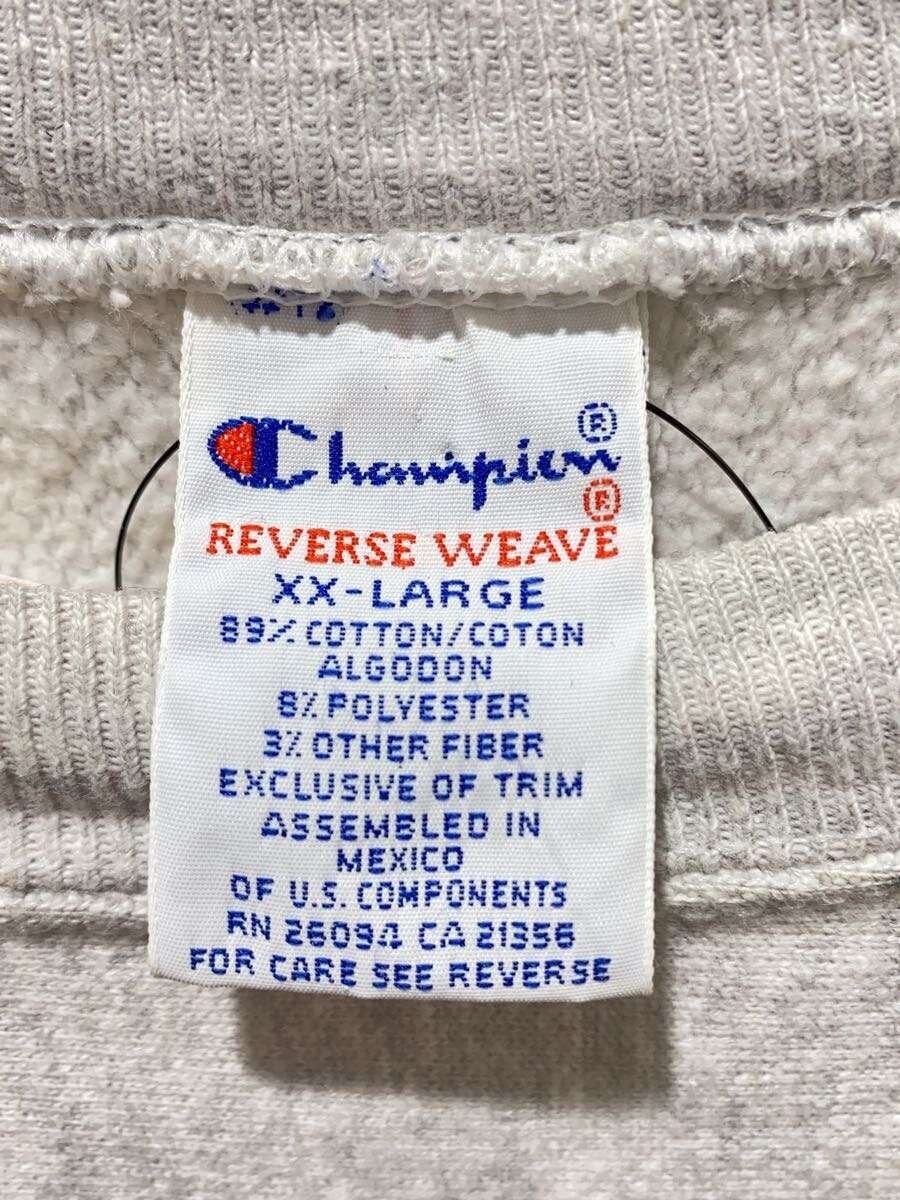 Champion®
®
REVERSE WEAVE
XX-LARGE
89% COTTON/COTON
ALGODON
8% POLYESTER
3% OTHER FIBER
EXCLUSIVE OF TRIM
ASSEMBLED IN
MEXICO
OF U.S. COMPONENTS
RN 26094 CA 21356
FOR CARE SEE REVERSE